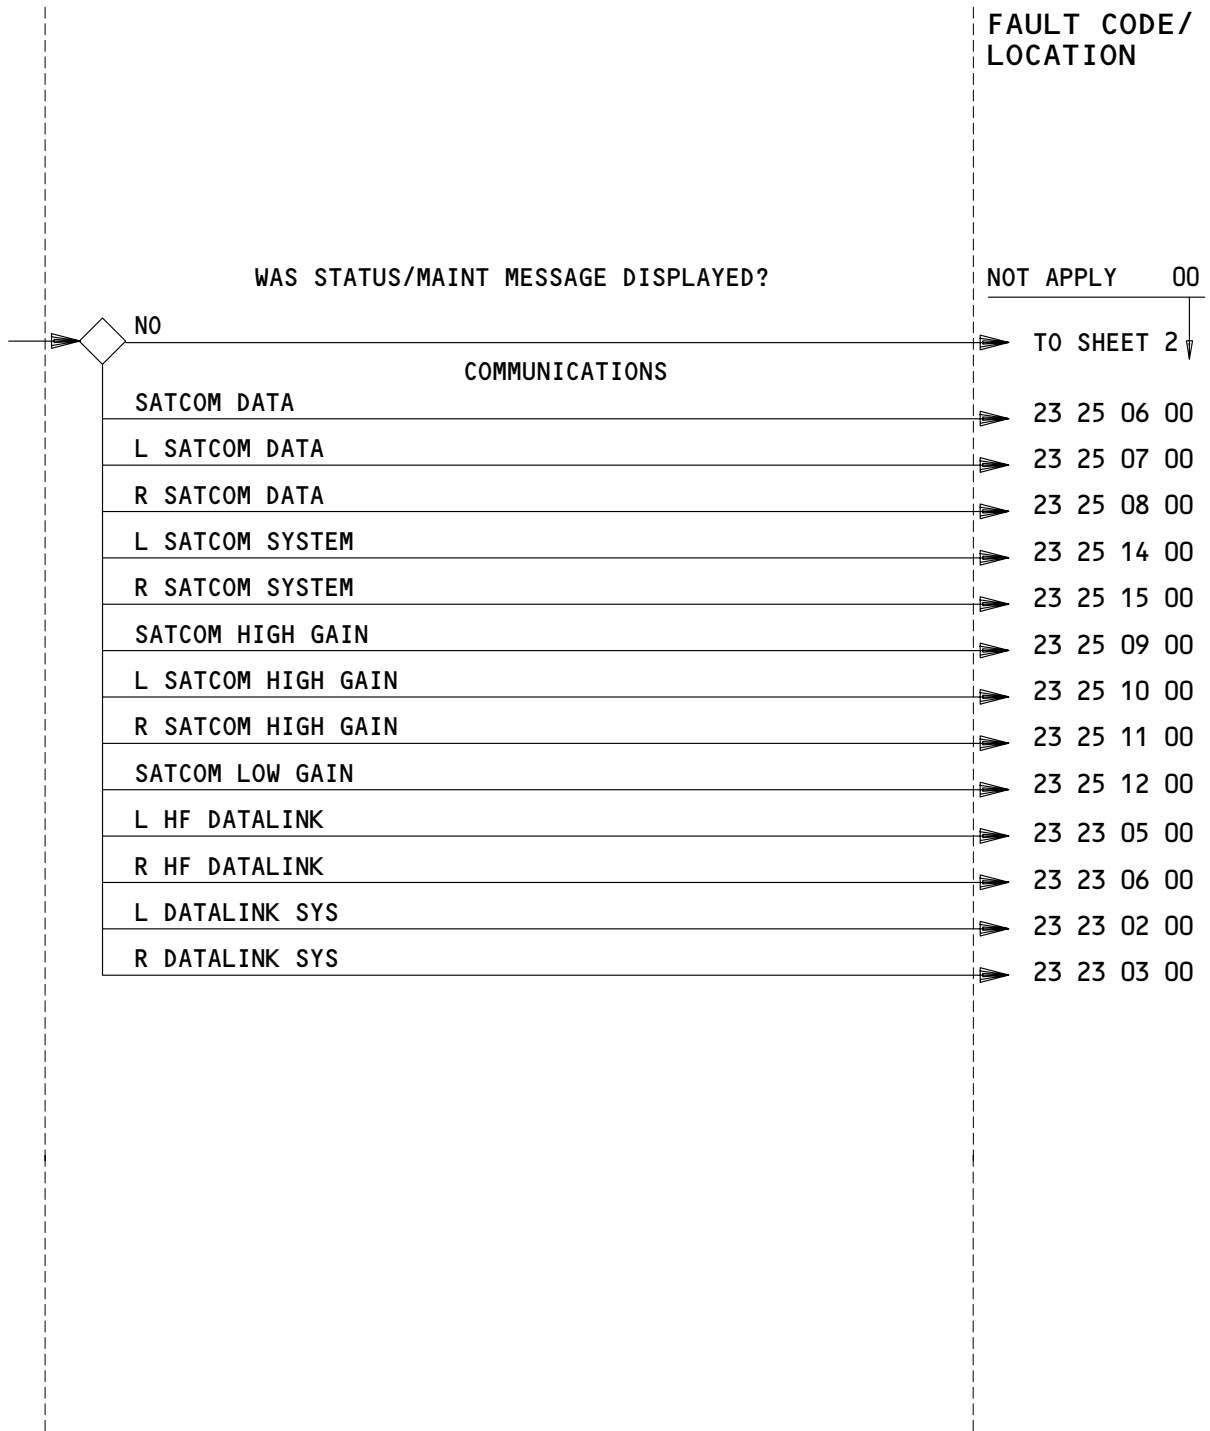 FAULT CODE/
LOCATION
WAS STATUS/MAINT MESSAGE DISPLAYED? NOT APPLY 00
NO TO SHEET 2
COMMUNICATIONS
SATCOM DATA 23 25 06 00
L SATCOM DATA 23 25 07 00
R SATCOM DATA 23 25 08 00
L SATCOM SYSTEM 23 25 14 00
R SATCOM SYSTEM 23 25 15 00
SATCOM HIGH GAIN 23 25 09 00
L SATCOM HIGH GAIN 23 25 10 00
R SATCOM HIGH GAIN 23 25 11 00
SATCOM LOW GAIN 23 25 12 00
L HF DATALINK 23 23 05 00
R HF DATALINK 23 23 06 00
L DATALINK SYS 23 23 02 00
R DATALINK SYS 23 23 03 00